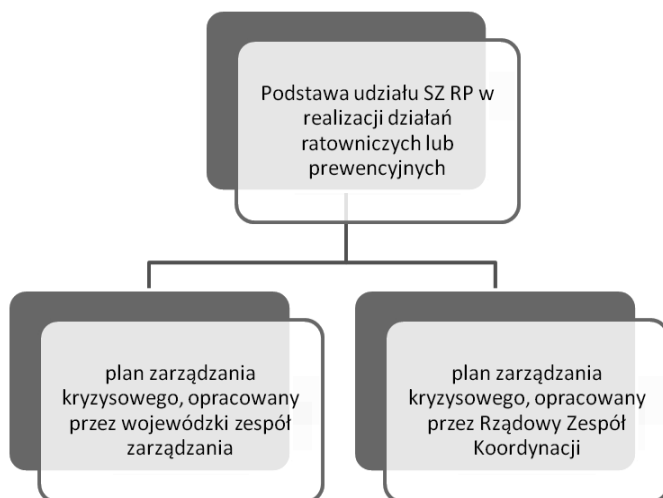 Podstawa udziału SZ RP w
realizacji działań
ratowniczych lub
prewencyjnych
plan zarządzania
kryzysowego, opracowany
przez wojewódzki zespół
zarządzania
plan zarządzania
kryzysowego, opracowany
przez Rządowy Zespół
Koordynacji